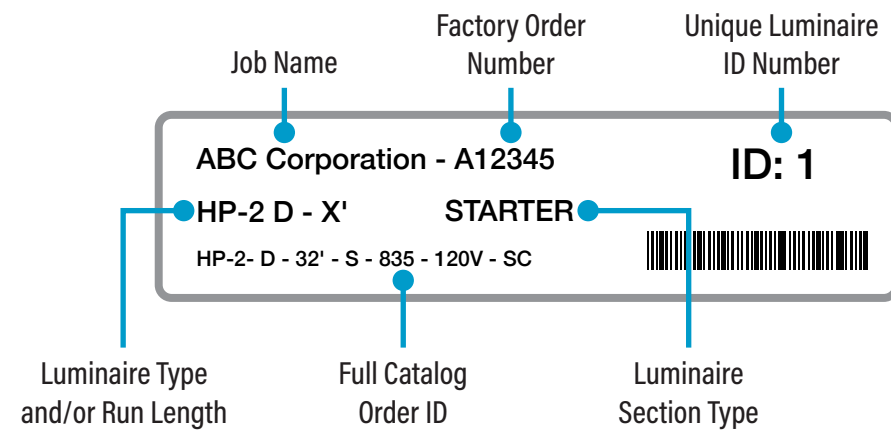 Job Name
Factory Order
Number
Unique Luminaire
ID Number
ABC Corporation - A12345
ID: 1
HP-2 D - X'
STARTER
HP-2- D - 32' - S - 835 - 120V - SC
Luminaire Type
and/or Run Length
Full Catalog
Order ID
Luminaire
Section Type